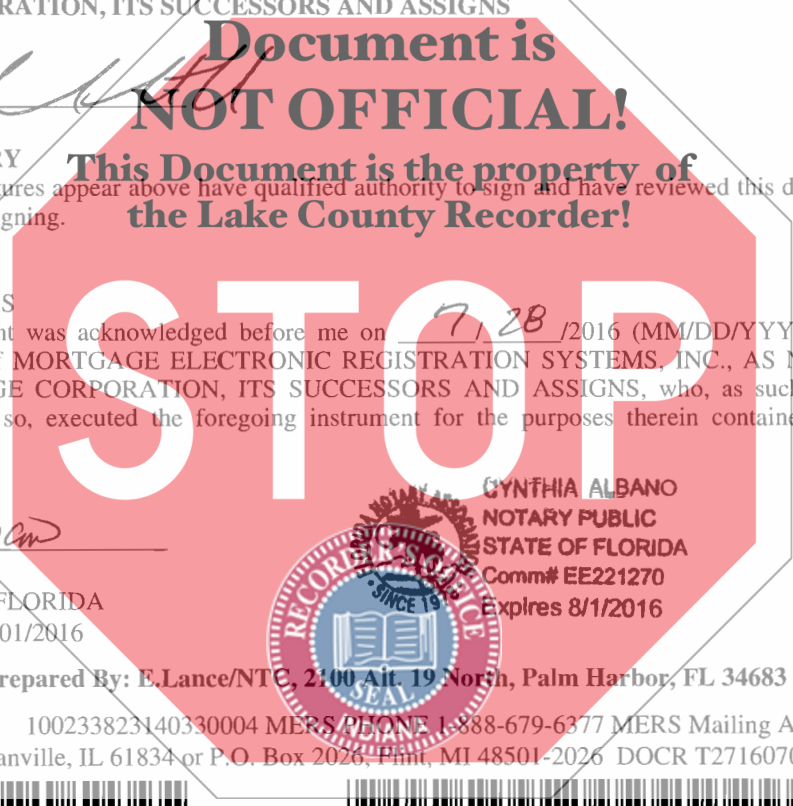 RATION, ITS SUCCESSORS AND ASSIGNS
Document is
NOT OFFICIAL!
This Document is the property of
the Lake County Recorder!
RY
tures appear above have qualified authority to sign and have reviewed this d
gning.
STOP
S
nt was acknowledged before me on 7/ 28 /2016 (MM/DD/YYY
F MORTGAGE ELECTRONIC REGISTRATION SYSTEMS, INC., AS N
GE CORPORATION, ITS SUCCESSORS AND ASSIGNS, who, as such
so, executed the foregoing instrument for the purposes therein containe
CYNTHIA ALBANO
NOTARY PUBLIC
STATE OF FLORIDA
Comm# EE221270
Expires 8/1/2016
SINCE 19
RECORDER'S OFFICE
SEAL
FLORIDA
01/2016
repared By: E.Lance/NTC, 2100 Alt. 19 North, Palm Harbor, FL 34683
100233823140330004 MERS PHONE 1-888-679-6377 MERS Mailing A
anville, IL 61834 or P.O. Box 2026, Flint, MI 48501-2026 DOCR T271607